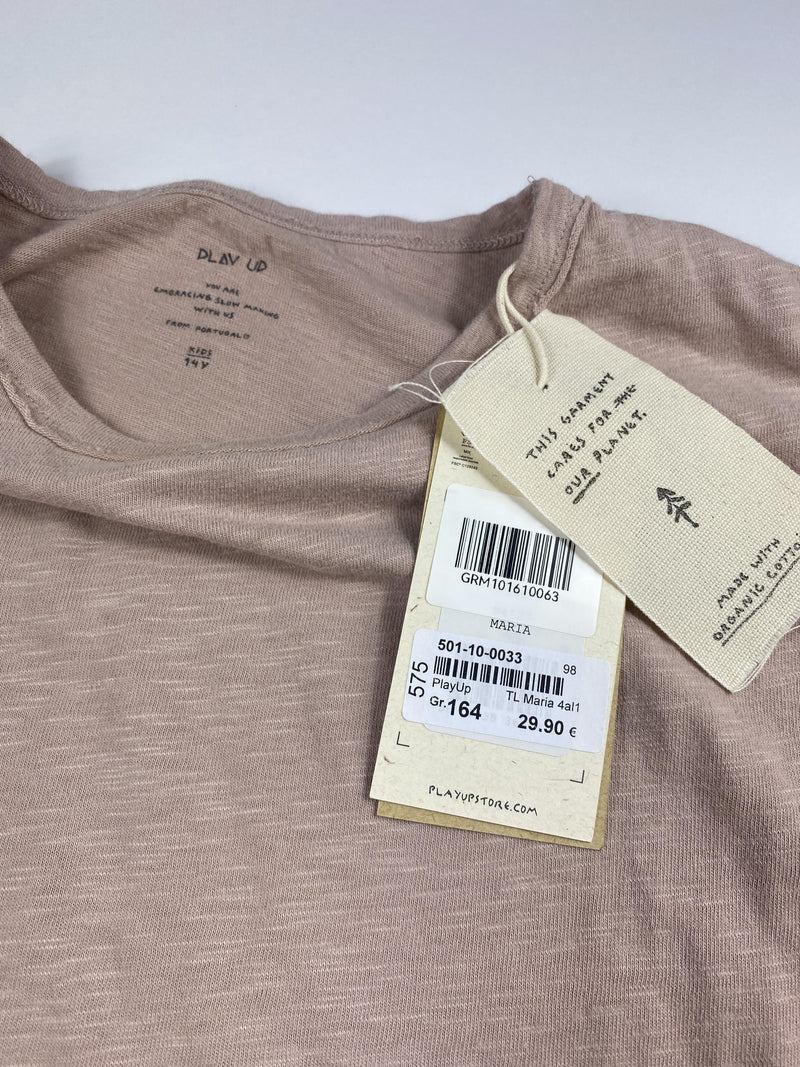 PLAY UP
YOU ARE
EMBRACING SLOW MAKING
WITH US
FROM PORTUGAL
KIDS
14Y
THIS GARMENT
CARES FOR THE
OUR PLANET.
MADE WITH
ORGANIC COTTO
MIX
GRM101610063
MARIA
501-10-0033
98
575
PlayUp TL Maria 4al1
Gr.164 29.90 €
PLAYUPSTORE.COM